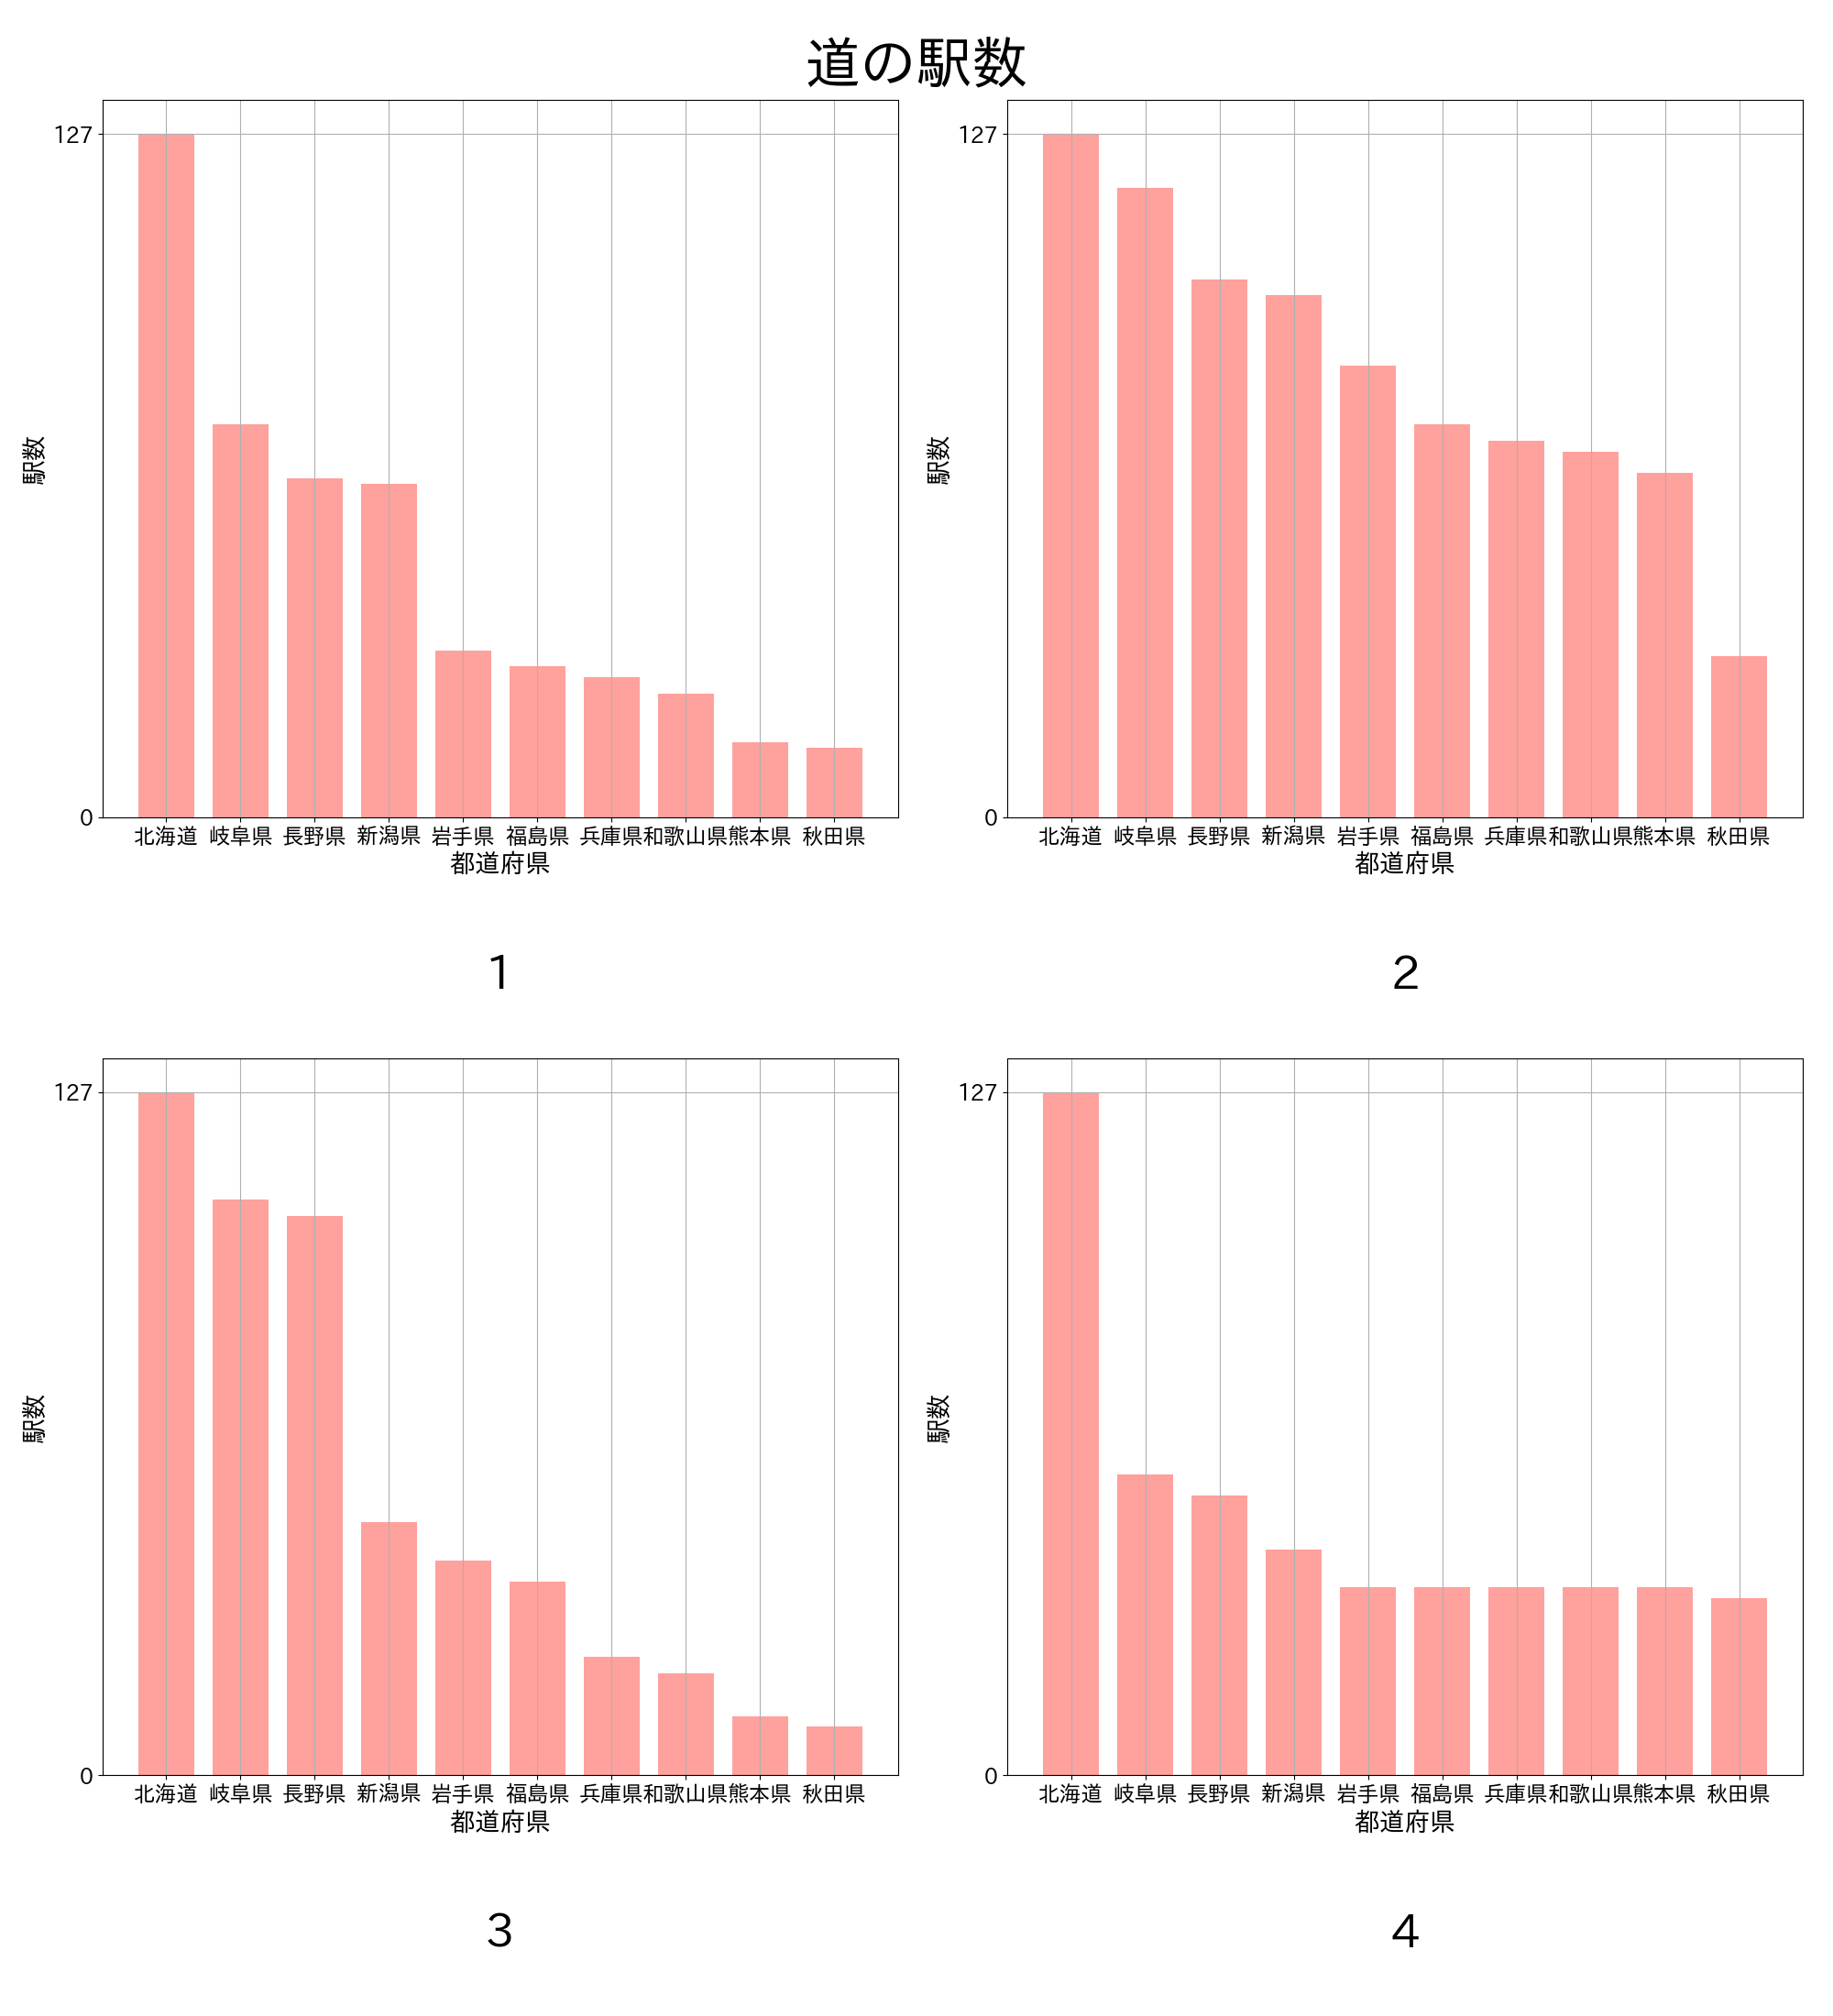 道の駅数
127
0
駅数
北海道 岐阜県 長野県 新潟県 岩手県 福島県 兵庫県 和歌山県 熊本県 秋田県
都道府県
1
127
0
駅数
北海道 岐阜県 長野県 新潟県 岩手県 福島県 兵庫県 和歌山県 熊本県 秋田県
都道府県
2
127
0
駅数
北海道 岐阜県 長野県 新潟県 岩手県 福島県 兵庫県 和歌山県 熊本県 秋田県
都道府県
3
127
0
駅数
北海道 岐阜県 長野県 新潟県 岩手県 福島県 兵庫県 和歌山県 熊本県 秋田県
都道府県
4